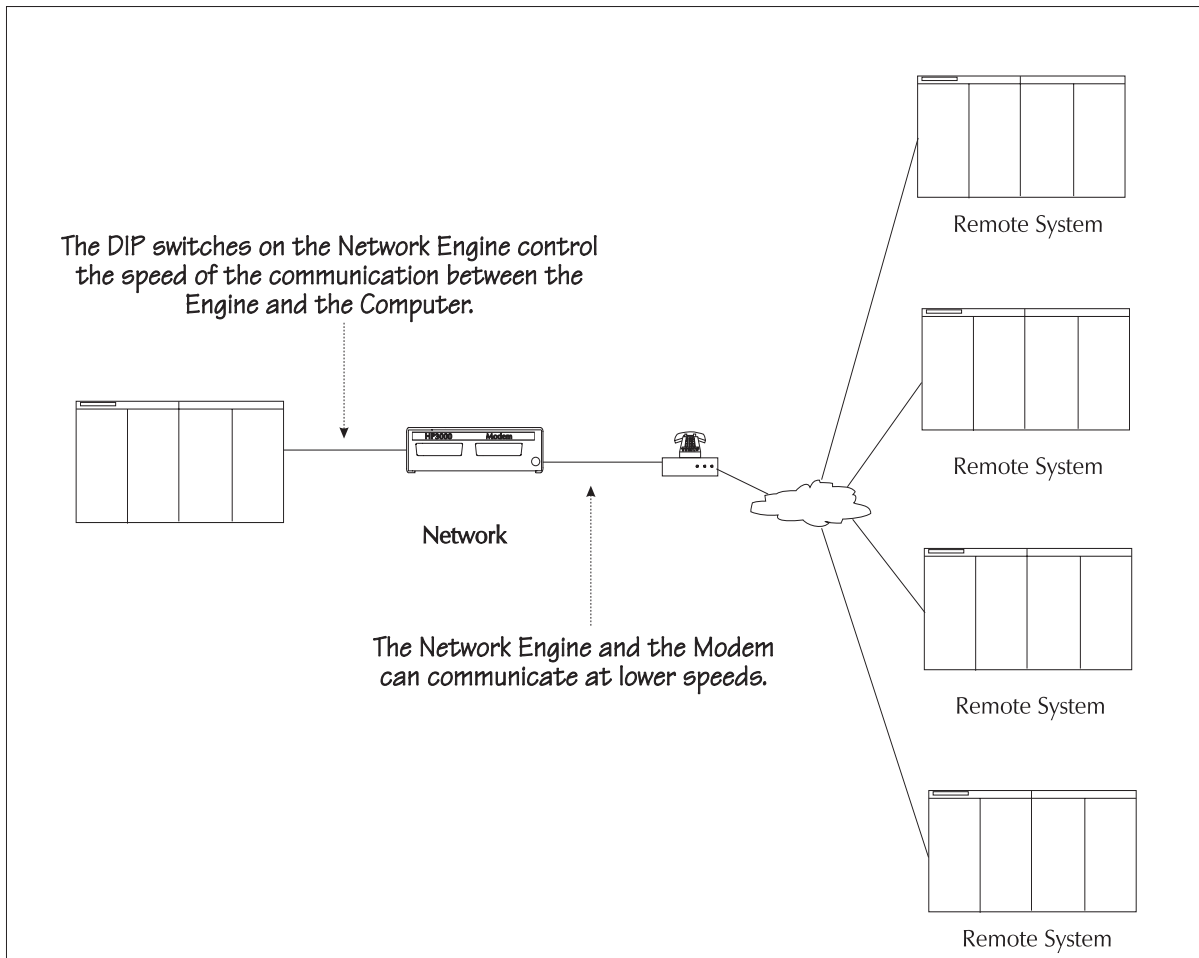 Remote System
The DIP switches on the Network Engine control
the speed of the communication between the
Engine and the Computer.
Remote System
HP3000 Modem
Network
The Network Engine and the Modem
can communicate at lower speeds.
Remote System
Remote System